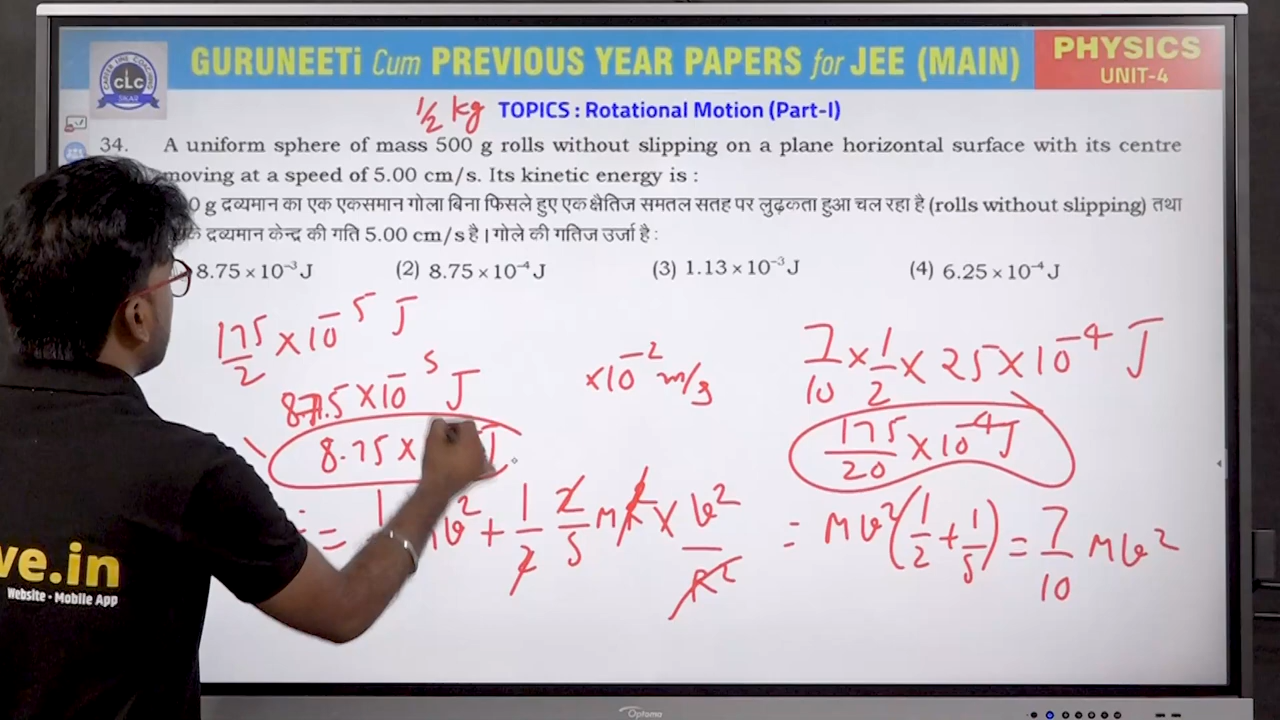 GURUNEETi Cum PREVIOUS YEAR PAPERS for JEE (MAIN)
PHYSICS
UNIT-4
CLC
SIKAR
½ kg TOPICS : Rotational Motion (Part-I)
34. A uniform sphere of mass 500 g rolls without slipping on a plane horizontal surface with its centre
moving at a speed of 5.00 cm/s. Its kinetic energy is :
0 g द्रव्यमान का एक एकसमान गोला बिना फिसले हुए एक क्षैतिज समतल सतह पर लुढ़कता हुआ चल रहा है (rolls without slipping) तथा
के द्रव्यमान केन्द्र की गति 5.00 cm/s है। गोले की गतिज उर्जा है :
8.75 × 10⁻³ J (2) 8.75 × 10⁻⁴ J (3) 1.13 × 10⁻³ J (4) 6.25 × 10⁻⁴ J
175/2 × 10⁻⁵ J
87.5 × 10⁻⁵ J
8.75 × J
× 10⁻² m/s
7/10 × 1/2 × 25 × 10⁻⁴ J
175/20 × 10⁻⁴ J
= 1 v² + 1/2 2/5 MR² × v²/R² = Mv² (1/2 + 1/5) = 7/10 Mv²
ve.in
Website • Mobile App
Optoma